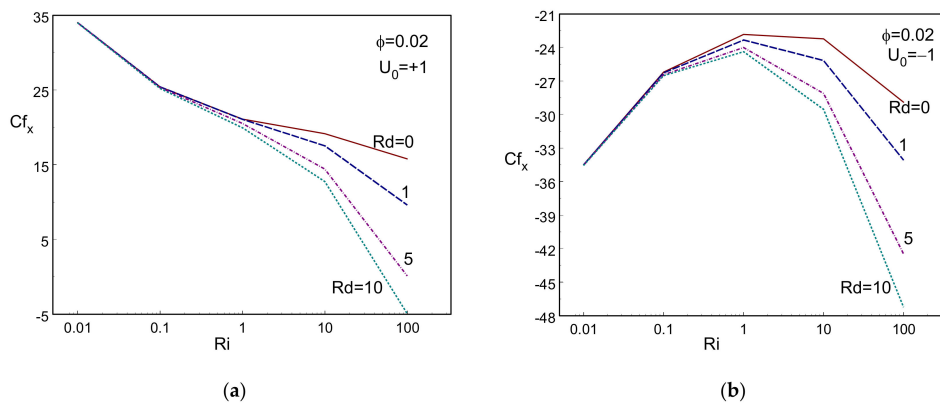 35
25
15
5
-5
Cfₓ
ϕ=0.02
U₀=+1
Rd=0
1
5
Rd=10
0.01 0.1 1 10 100
Ri
(a)
-21
-24
-27
-30
-33
-36
-39
-42
-45
-48
Cfₓ
ϕ=0.02
U₀=−1
Rd=0
1
5
Rd=10
0.01 0.1 1 10 100
Ri
(b)